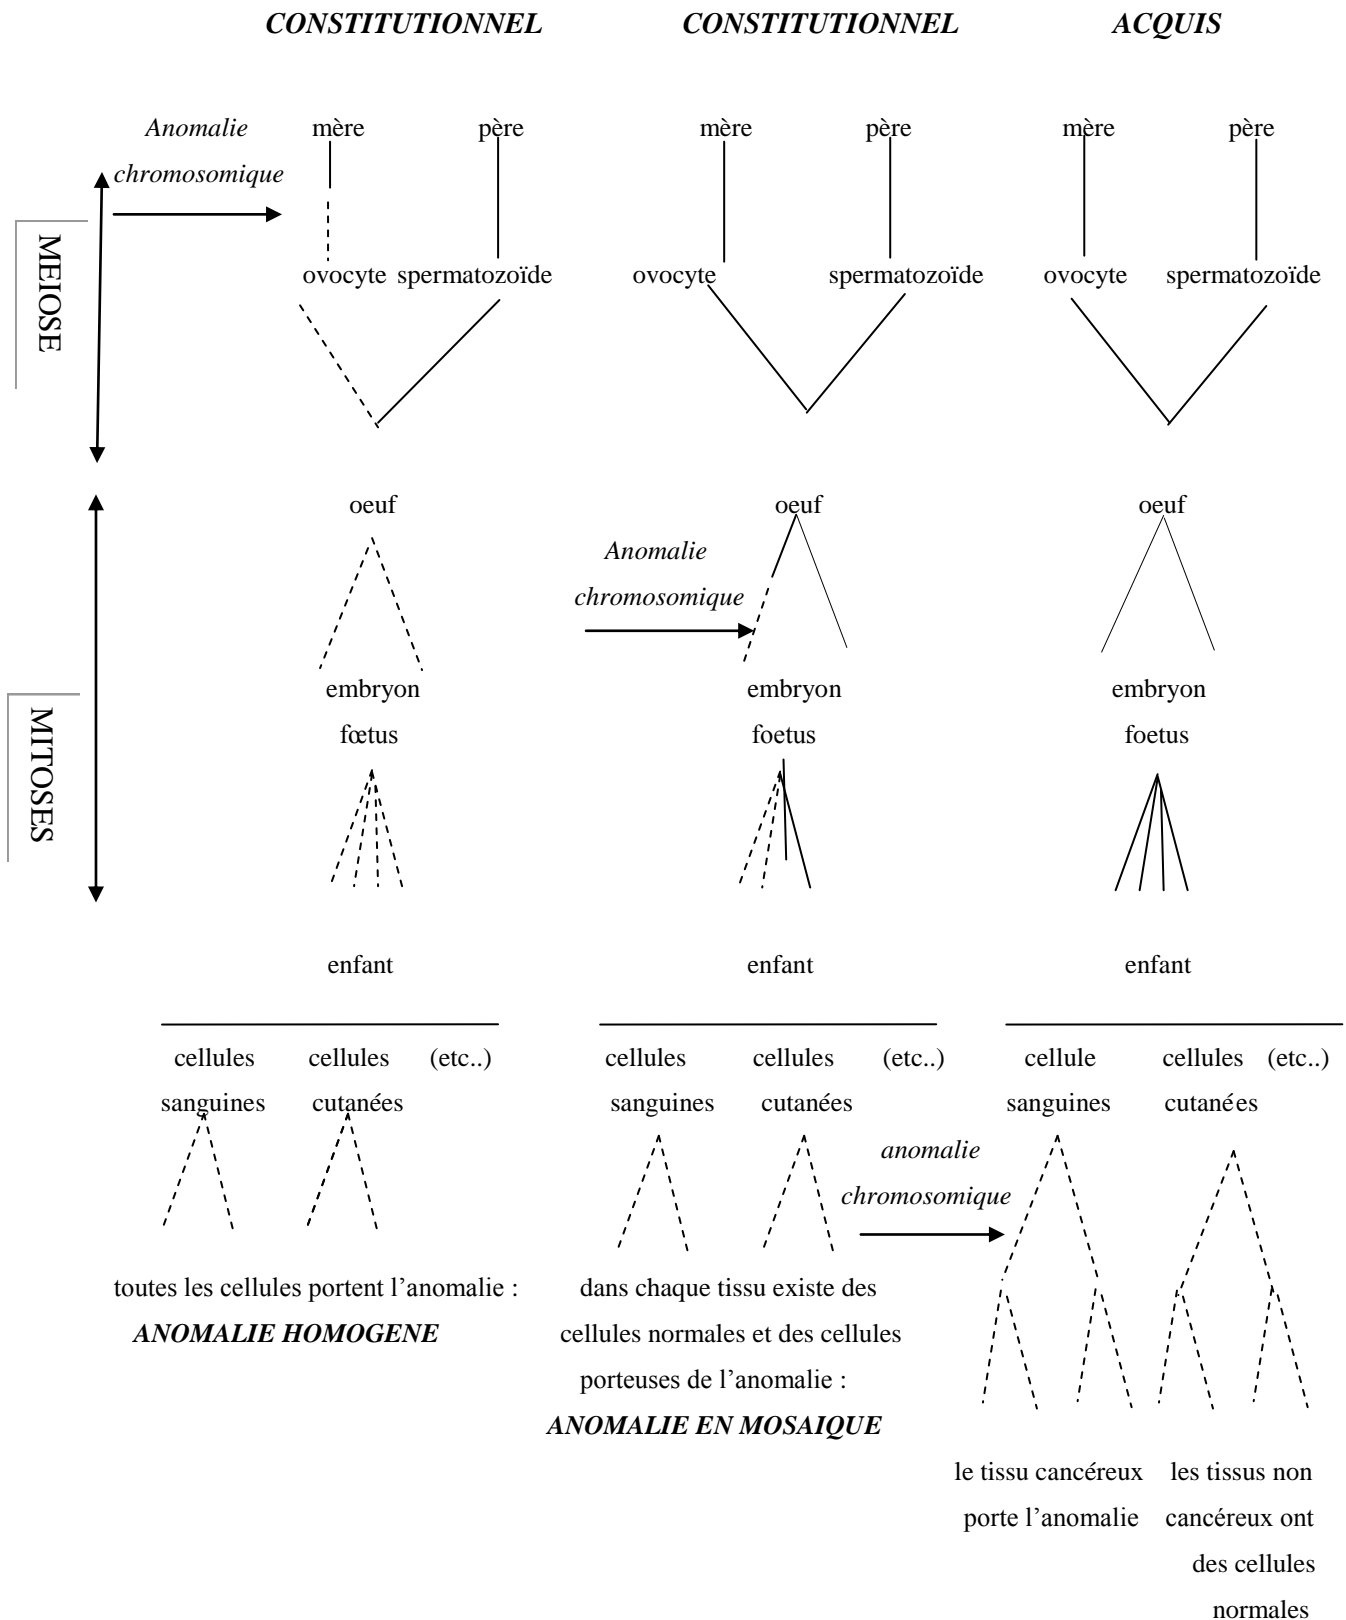 CONSTITUTIONNEL CONSTITUTIONNEL ACQUIS
Anomalie mère père mère père mère père
chromosomique
MEIOSE
ovocyte spermatozoïde ovocyte spermatozoïde ovocyte spermatozoïde
oeuf oeuf oeuf
Anomalie
chromosomique
embryon embryon embryon
fœtus foetus foetus
MITOSES
enfant enfant enfant
cellules cellules (etc..) cellules cellules (etc..) cellule cellules (etc..)
sanguines cutanées sanguines cutanées sanguines cutanées
anomalie
chromosomique
toutes les cellules portent l’anomalie :
ANOMALIE HOMOGENE
dans chaque tissu existe des
cellules normales et des cellules
porteuses de l’anomalie :
ANOMALIE EN MOSAIQUE
le tissu cancéreux
porte l’anomalie
les tissus non
cancéreux ont
des cellules
normales